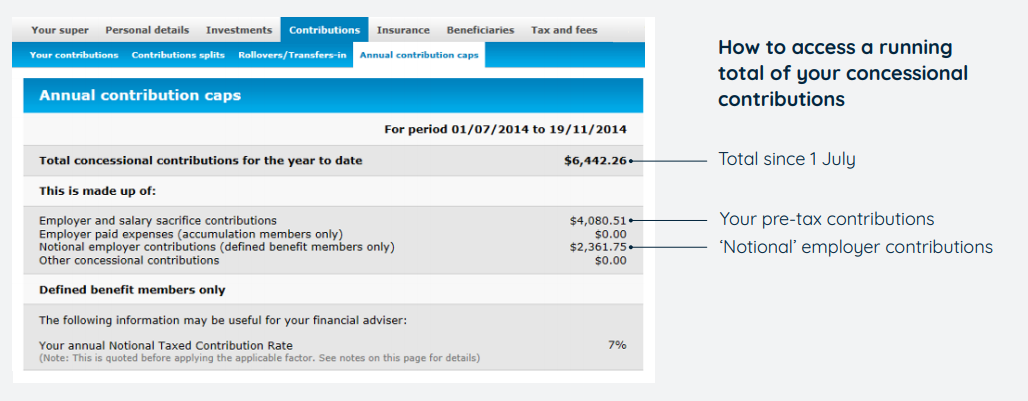 Your super Personal details Investments Contributions Insurance Beneficiaries Tax and fees
Your contributions Contributions splits Rollovers/Transfers-in Annual contribution caps
Annual contribution caps
For period 01/07/2014 to 19/11/2014
Total concessional contributions for the year to date $6,442.26
This is made up of:
Employer and salary sacrifice contributions $4,080.51
Employer paid expenses (accumulation members only) $0.00
Notional employer contributions (defined benefit members only) $2,361.75
Other concessional contributions $0.00
Defined benefit members only
The following information may be useful for your financial adviser:
Your annual Notional Taxed Contribution Rate 7%
(Note: This is quoted before applying the applicable factor. See notes on this page for details)
How to access a running
total of your concessional
contributions
Total since 1 July
Your pre-tax contributions
‘Notional’ employer contributions